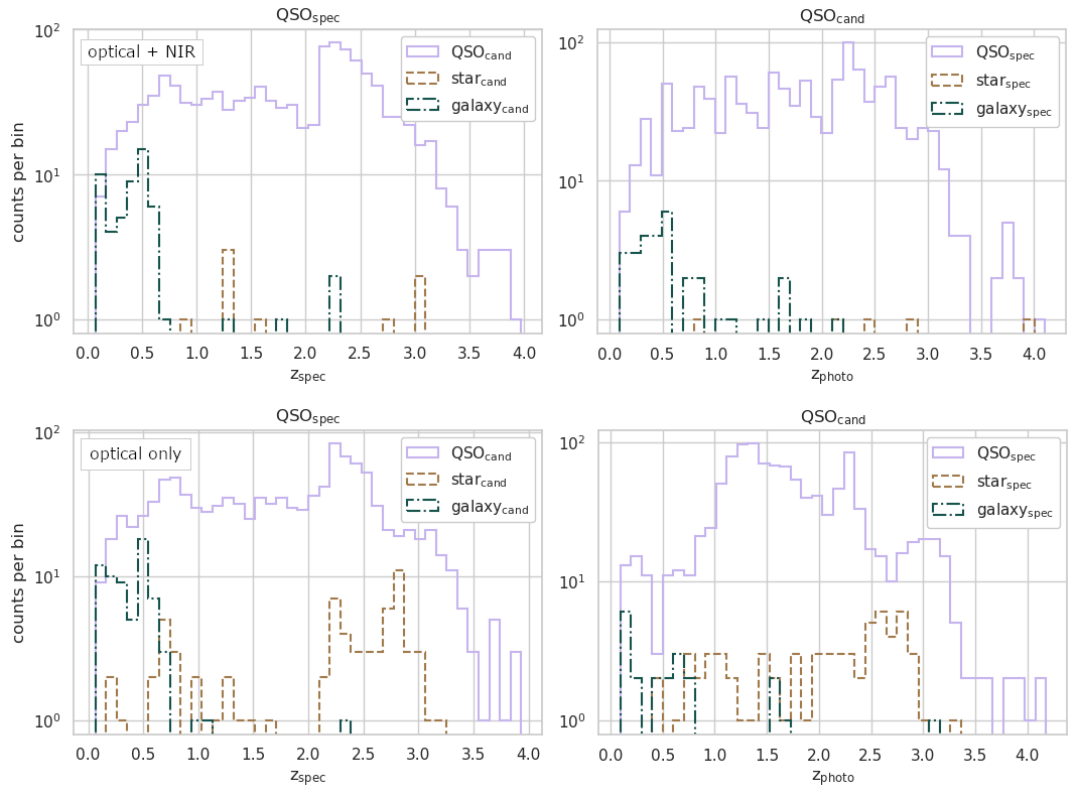 QSO_spec
optical + NIR
QSO_cand
star_cand
galaxy_cand
counts per bin
10^2
10^1
10^0
0.0 0.5 1.0 1.5 2.0 2.5 3.0 3.5 4.0
z_spec
QSO_cand
QSO_spec
star_spec
galaxy_spec
10^2
10^1
10^0
0.0 0.5 1.0 1.5 2.0 2.5 3.0 3.5 4.0
z_photo
QSO_spec
optical only
QSO_cand
star_cand
galaxy_cand
counts per bin
10^2
10^1
10^0
0.0 0.5 1.0 1.5 2.0 2.5 3.0 3.5 4.0
z_spec
QSO_cand
QSO_spec
star_spec
galaxy_spec
10^2
10^1
10^0
0.0 0.5 1.0 1.5 2.0 2.5 3.0 3.5 4.0
z_photo